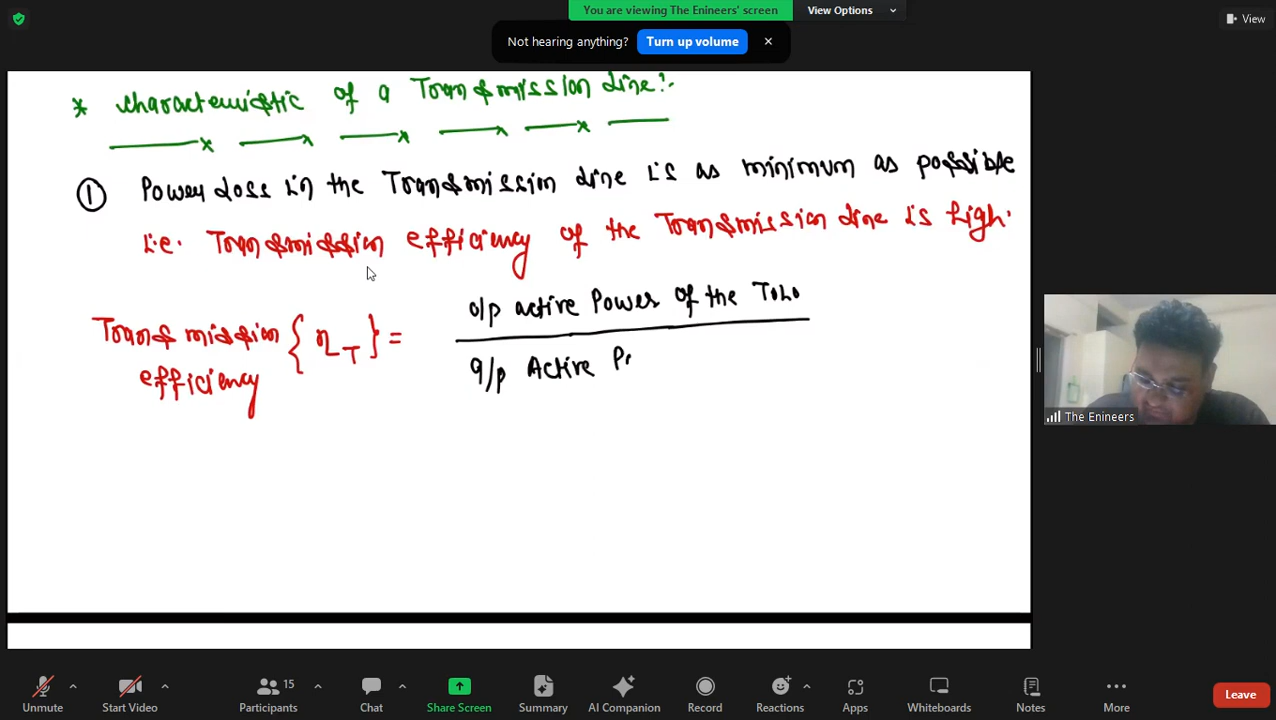 You are viewing The Enineers' screen
View Options
View
Not hearing anything?
Turn up volume
* characteristic of a Transmission line:-
① Power loss in the Transmission line is as minimum as possible
i.e. Transmission efficiency of the Transmission line is high.
Transmission efficiency { η_T } =
o/p active Power of the T.L.
I/p Active Po
The Enineers
Unmute
Start Video
15
Participants
Chat
Share Screen
Summary
AI Companion
Record
Reactions
Apps
Whiteboards
Notes
More
Leave